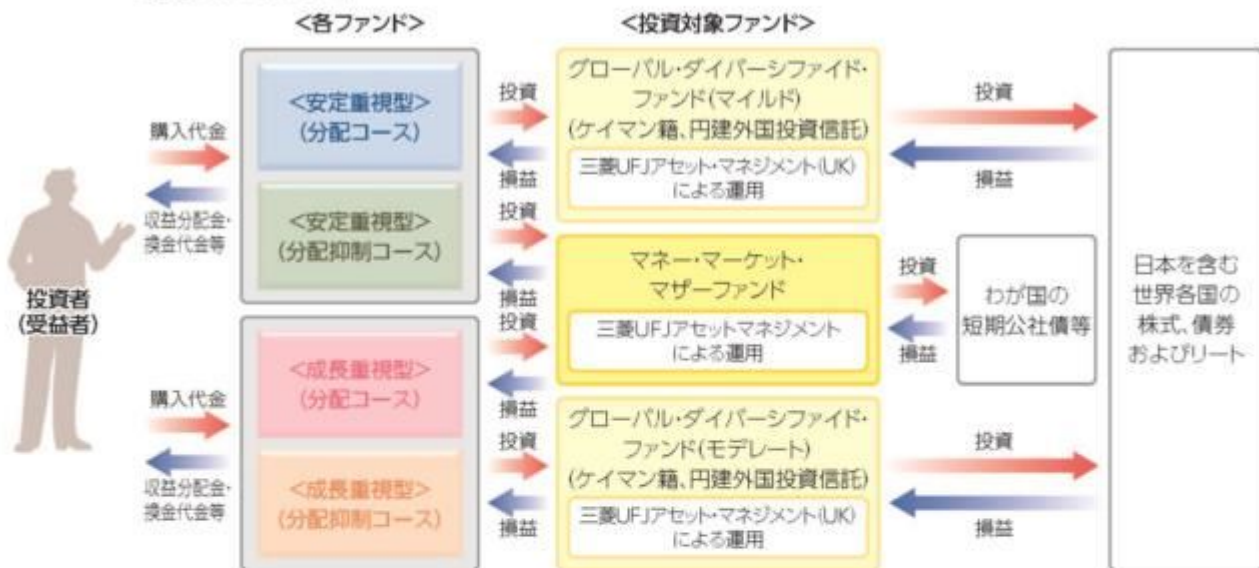 <各ファンド>
<投資対象ファンド>
購入代金
収益分配金・
換金代金等
投資者
(受益者)
購入代金
収益分配金・
換金代金等
<安定重視型>
(分配コース)
<安定重視型>
(分配抑制コース)
<成長重視型>
(分配コース)
<成長重視型>
(分配抑制コース)
投資
損益
投資
損益
投資
損益
投資
損益
グローバル・ダイバーシファイド・
ファンド(マイルド)
(ケイマン籍、円建外国投資信託)
三菱UFJアセット・マネジメント(UK)
による運用
マネー・マーケット・
マザーファンド
三菱UFJアセットマネジメント
による運用
グローバル・ダイバーシファイド・
ファンド(モデレート)
(ケイマン籍、円建外国投資信託)
三菱UFJアセット・マネジメント(UK)
による運用
投資
損益
投資
損益
わが国の
短期公社債等
投資
損益
日本を含む
世界各国の
株式、債券
およびリート